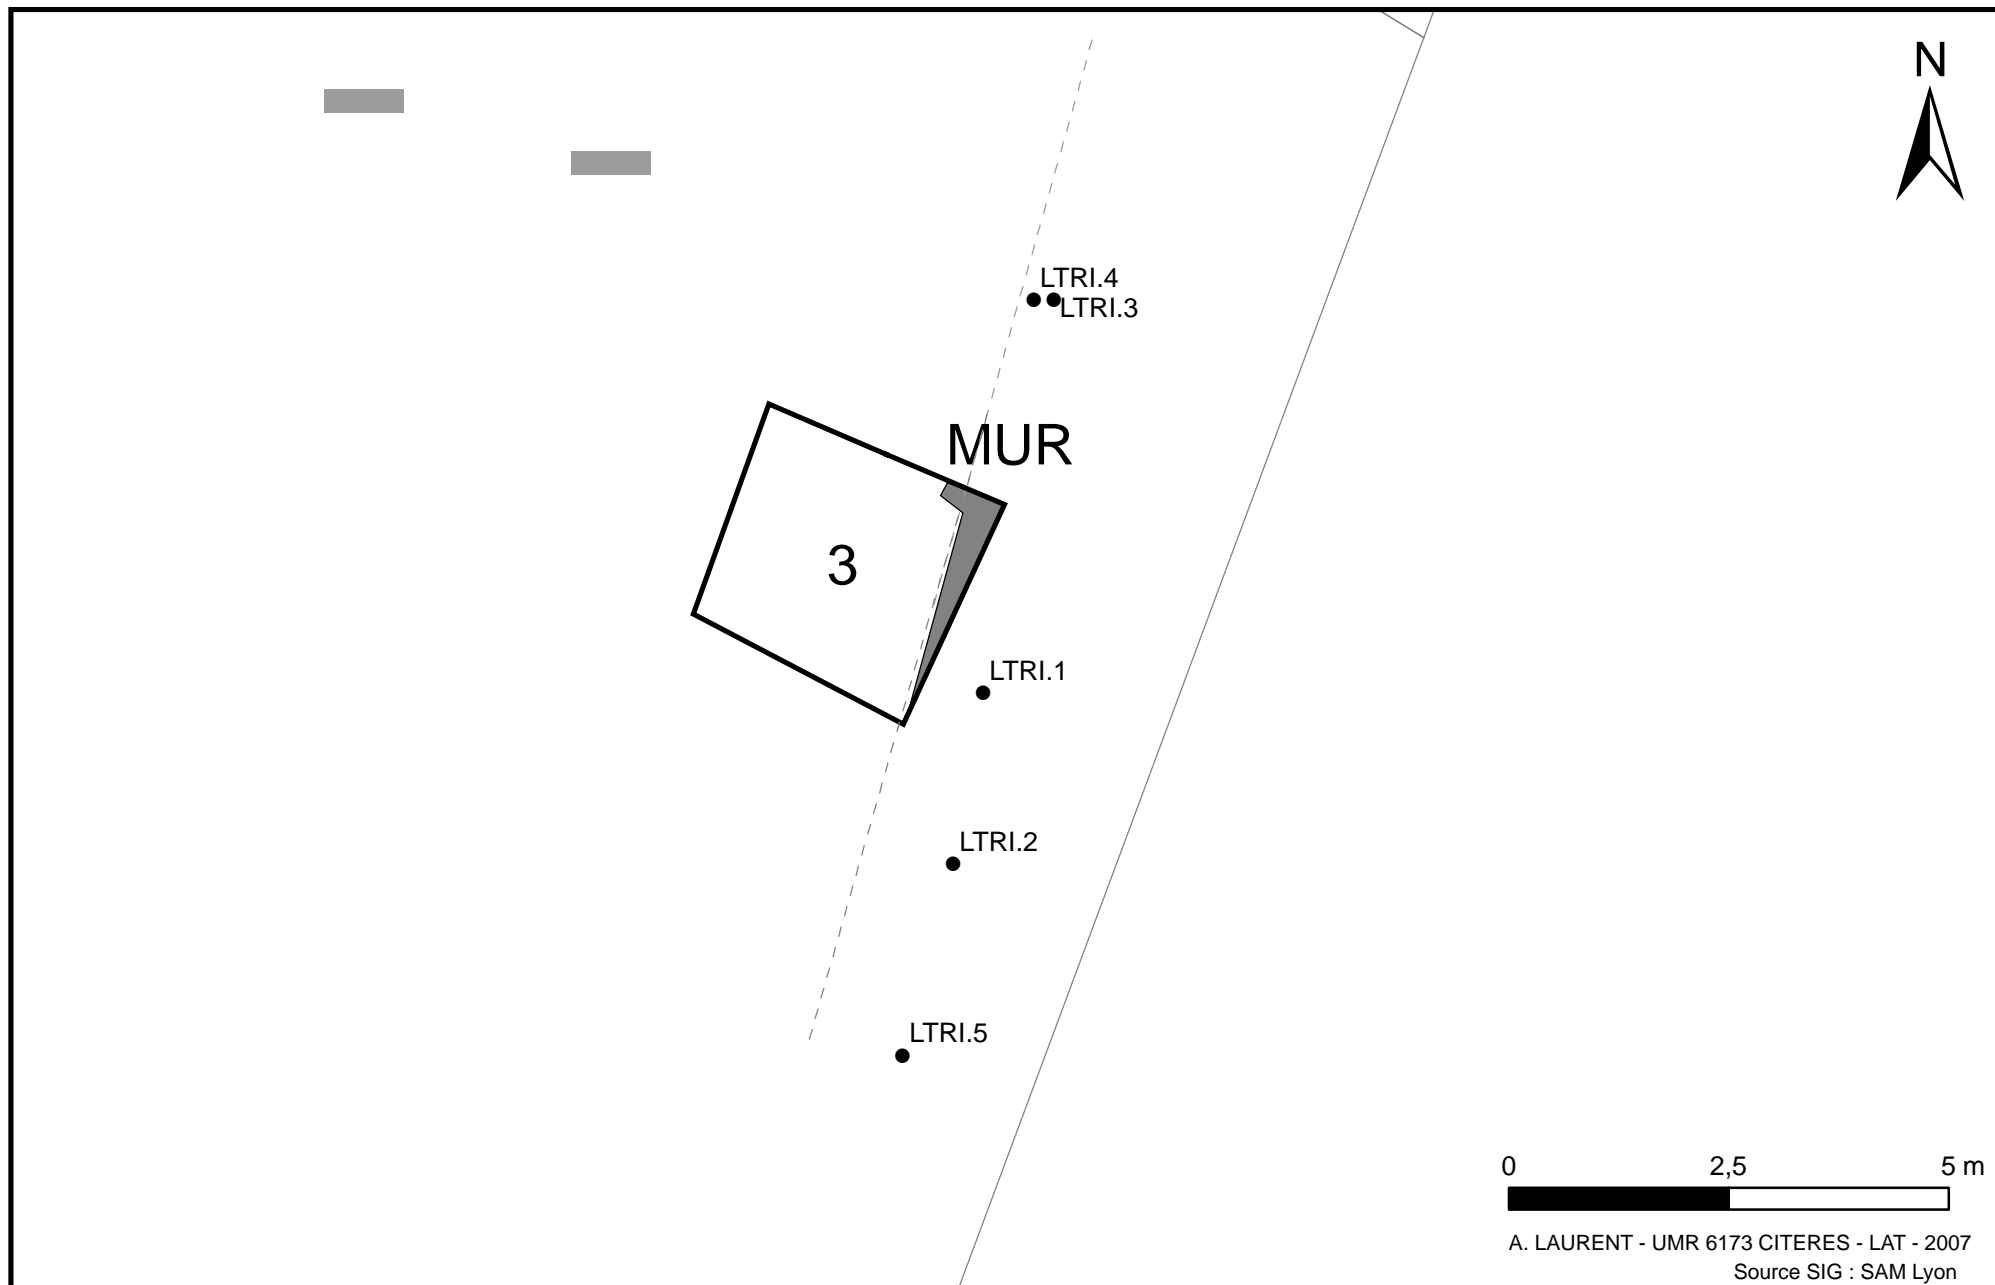 N
LTRI.4
LTRI.3
MUR
3
LTRI.1
LTRI.2
LTRI.5
0 2,5 5 m
A. LAURENT - UMR 6173 CITERES - LAT - 2007
Source SIG : SAM Lyon